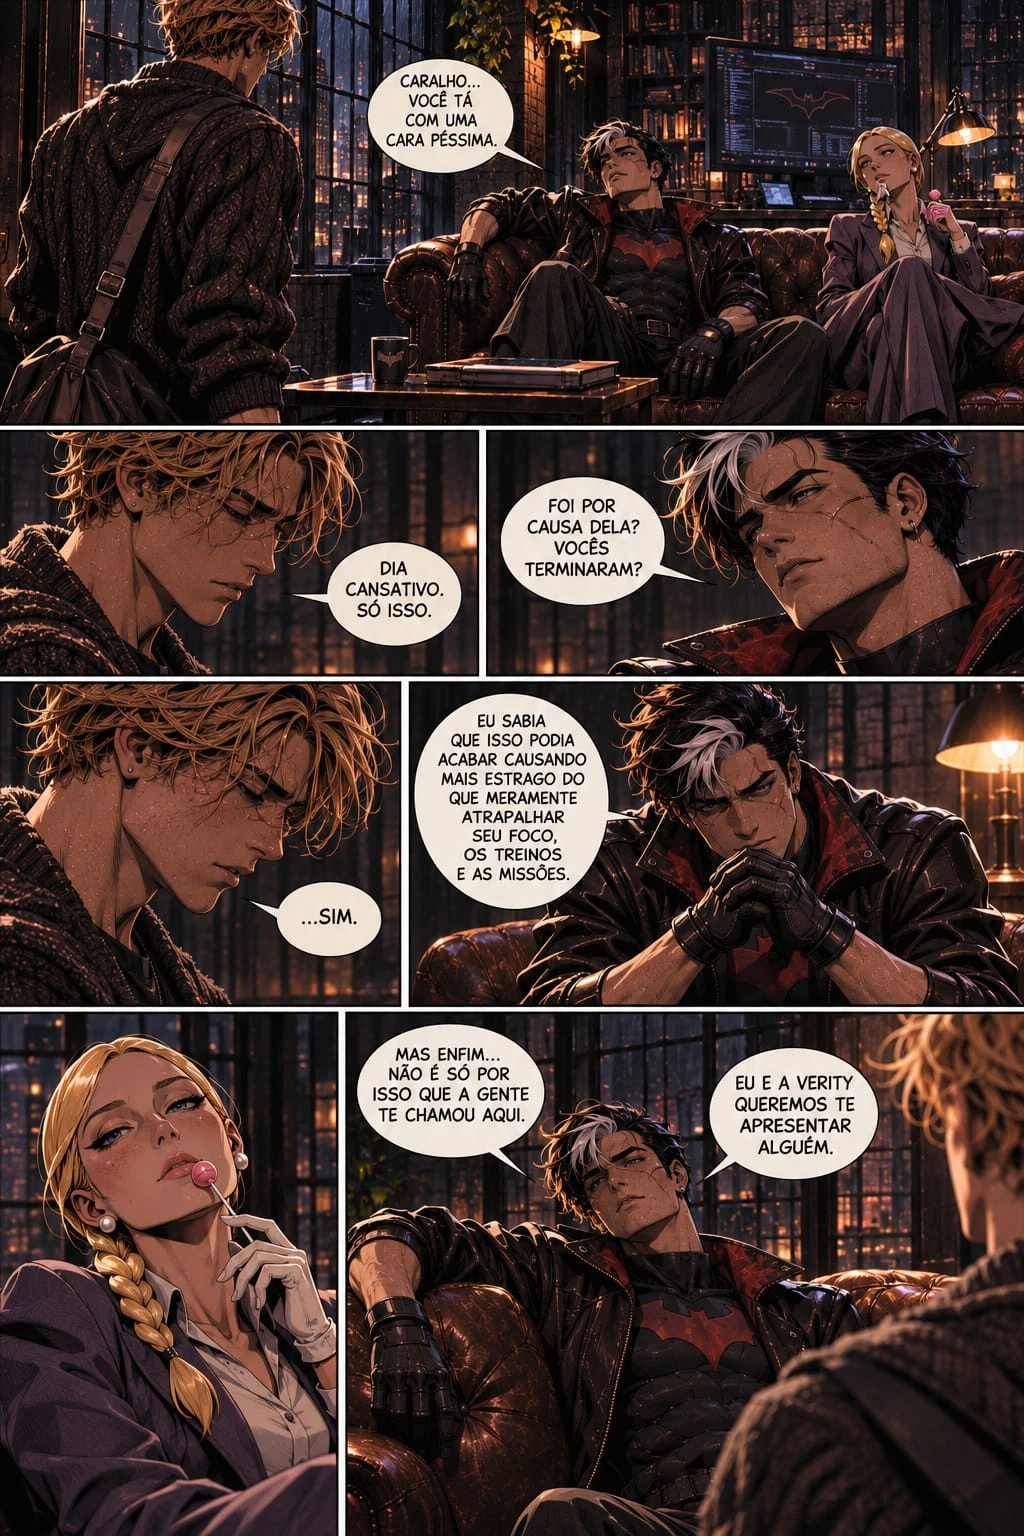 CARALHO...
VOCÊ TÁ
COM UMA
CARA PÉSSIMA.
DIA
CANSATIVO.
SÓ ISSO.
FOI POR
CAUSA DELA?
VOCÊS
TERMINARAM?
...SIM.
EU SABIA
QUE ISSO PODIA
ACABAR CAUSANDO
MAIS ESTRAGO DO
QUE MERAMENTE
ATRAPALHAR
SEU FOCO,
OS TREINOS
E AS MISSÕES.
MAS ENFIM...
NÃO É SÓ POR
ISSO QUE A GENTE
TE CHAMOU AQUI.
EU E A VERITY
QUEREMOS TE
APRESENTAR
ALGUÉM.